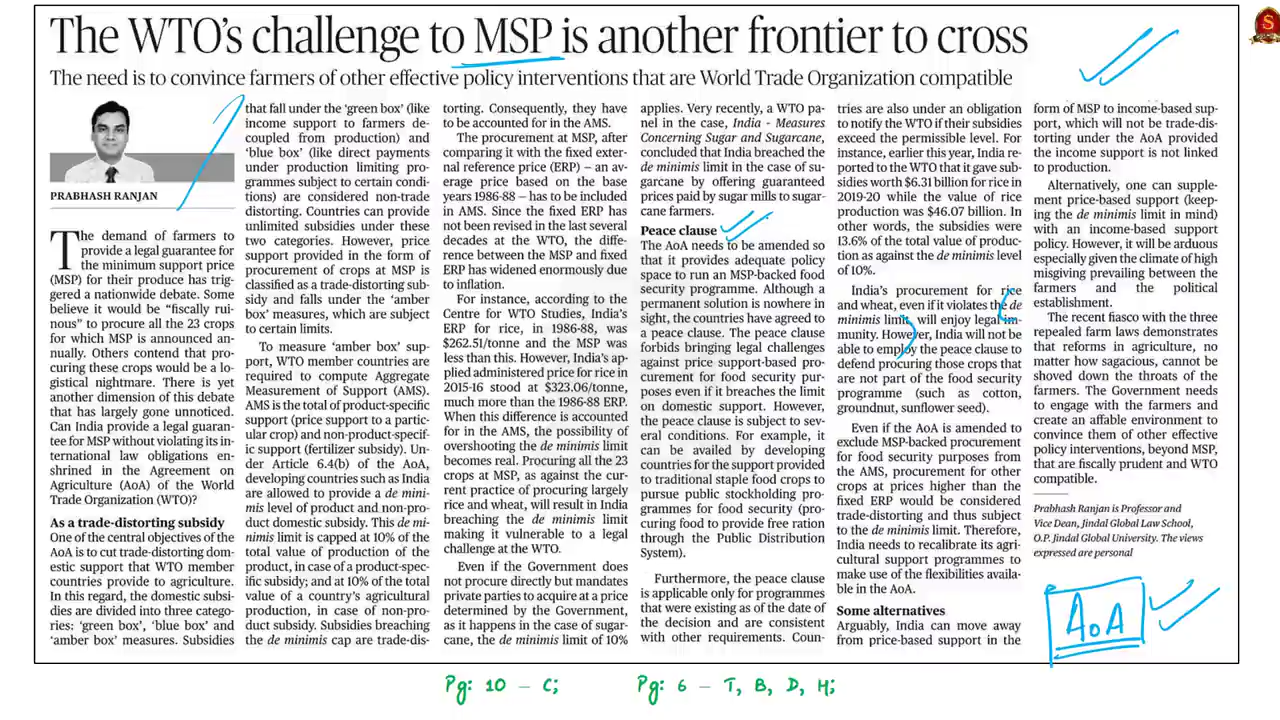 The WTO's challenge to MSP is another frontier to cross
The need is to convince farmers of other effective policy interventions that are World Trade Organization compatible
S
PRABHASH RANJAN
The demand of farmers to
provide a legal guarantee for
the minimum support price
(MSP) for their produce has trig-
gered a nationwide debate. Some
believe it would be "fiscally rui-
nous" to procure all the 23 crops
for which MSP is announced an-
nually. Others contend that pro-
curing these crops would be a lo-
gistical nightmare. There is yet
another dimension of this debate
that has largely gone unnoticed.
Can India provide a legal guaran-
tee for MSP without violating its in-
ternational law obligations en-
shrined in the Agreement on
Agriculture (AoA) of the World
Trade Organization (WTO)?
As a trade-distorting subsidy
One of the central objectives of the
AoA is to cut trade-distorting dom-
estic support that WTO member
countries provide to agriculture.
In this regard, the domestic subsi-
dies are divided into three catego-
ries: 'green box', 'blue box' and
'amber box' measures. Subsidies
that fall under the 'green box' (like
income support to farmers de-
coupled from production) and
'blue box' (like direct payments
under production limiting pro-
grammes subject to certain condi-
tions) are considered non-trade
distorting. Countries can provide
unlimited subsidies under these
two categories. However, price
support provided in the form of
procurement of crops at MSP is
classified as a trade-distorting sub-
sidy and falls under the 'amber
box' measures, which are subject
to certain limits.
To measure 'amber box' sup-
port, WTO member countries are
required to compute Aggregate
Measurement of Support (AMS).
AMS is the total of product-specific
support (price support to a particu-
lar crop) and non-product-specif-
ic support (fertilizer subsidy). Un-
der Article 6.4(b) of the AoA,
developing countries such as India
are allowed to provide a de mini-
mis level of product and non-pro-
duct domestic subsidy. This de mi-
nimis limit is capped at 10% of the
total value of production of the
product, in case of a product-spec-
ific subsidy; and at 10% of the total
value of a country's agricultural
production, in case of non-pro-
duct subsidy. Subsidies breaching
the de minimis cap are trade-dis-
torting. Consequently, they have
to be accounted for in the AMS.
The procurement at MSP, after
comparing it with the fixed exter-
nal reference price (ERP) – an av-
erage price based on the base
years 1986-88 – has to be included
in AMS. Since the fixed ERP has
not been revised in the last several
decades at the WTO, the diffe-
rence between the MSP and fixed
ERP has widened enormously due
to inflation.
For instance, according to the
Centre for WTO Studies, India's
ERP for rice, in 1986-88, was
$262.51/tonne and the MSP was
less than this. However, India's ap-
plied administered price for rice in
2015-16 stood at $323.06/tonne,
much more than the 1986-88 ERP.
When this difference is accounted
for in the AMS, the possibility of
overshooting the de minimis limit
becomes real. Procuring all the 23
crops at MSP, as against the cur-
rent practice of procuring largely
rice and wheat, will result in India
breaching the de minimis limit
making it vulnerable to a legal
challenge at the WTO.
Even if the Government does
not procure directly but mandates
private parties to acquire at a price
determined by the Government,
as it happens in the case of sugar-
cane, the de minimis limit of 10%
applies. Very recently, a WTO pa-
nel in the case, India - Measures
Concerning Sugar and Sugarcane,
concluded that India breached the
de minimis limit in the case of su-
garcane by offering guaranteed
prices paid by sugar mills to sugar-
cane farmers.
Peace clause
The AoA needs to be amended so
that it provides adequate policy
space to run an MSP-backed food
security programme. Although a
permanent solution is nowhere in
sight, the countries have agreed to
a peace clause. The peace clause
forbids bringing legal challenges
against price support-based pro-
curement for food security pur-
poses even if it breaches the limit
on domestic support. However,
the peace clause is subject to sev-
eral conditions. For example, it
can be availed by developing
countries for the support provided
to traditional staple food crops to
pursue public stockholding pro-
grammes for food security (pro-
curing food to provide free ration
through the Public Distribution
System).
Furthermore, the peace clause
is applicable only for programmes
that were existing as of the date of
the decision and are consistent
with other requirements. Coun-
tries are also under an obligation
to notify the WTO if their subsidies
exceed the permissible level. For
instance, earlier this year, India re-
ported to the WTO that it gave sub-
sidies worth $6.31 billion for rice in
2019-20 while the value of rice
production was $46.07 billion. In
other words, the subsidies were
13.6% of the total value of produc-
tion as against the de minimis level
of 10%.
India's procurement for rice
and wheat, even if it violates the de
minimis limit, will enjoy legal im-
munity. However, India will not be
able to employ the peace clause to
defend procuring those crops that
are not part of the food security
programme (such as cotton,
groundnut, sunflower seed).
Even if the AoA is amended to
exclude MSP-backed procurement
for food security purposes from
the AMS, procurement for other
crops at prices higher than the
fixed ERP would be considered
trade-distorting and thus subject
to the de minimis limit. Therefore,
India needs to recalibrate its agri-
cultural support programmes to
make use of the flexibilities availa-
ble in the AoA.
Some alternatives
Arguably, India can move away
from price-based support in the
form of MSP to income-based sup-
port, which will not be trade-dis-
torting under the AoA provided
the income support is not linked
to production.
Alternatively, one can supple-
ment price-based support (keep-
ing the de minimis limit in mind)
with an income-based support
policy. However, it will be arduous
especially given the climate of high
misgiving prevailing between the
farmers and the political
establishment.
The recent fiasco with the three
repealed farm laws demonstrates
that reforms in agriculture, no
matter how sagacious, cannot be
shoved down the throats of the
farmers. The Government needs
to engage with the farmers and
create an affable environment to
convince them of other effective
policy interventions, beyond MSP,
that are fiscally prudent and WTO
compatible.
Prabhash Ranjan is Professor and
Vice Dean, Jindal Global Law School,
O.P. Jindal Global University. The views
expressed are personal
AoA
Pg: 10 – C; Pg: 6 – T, B, D, H;